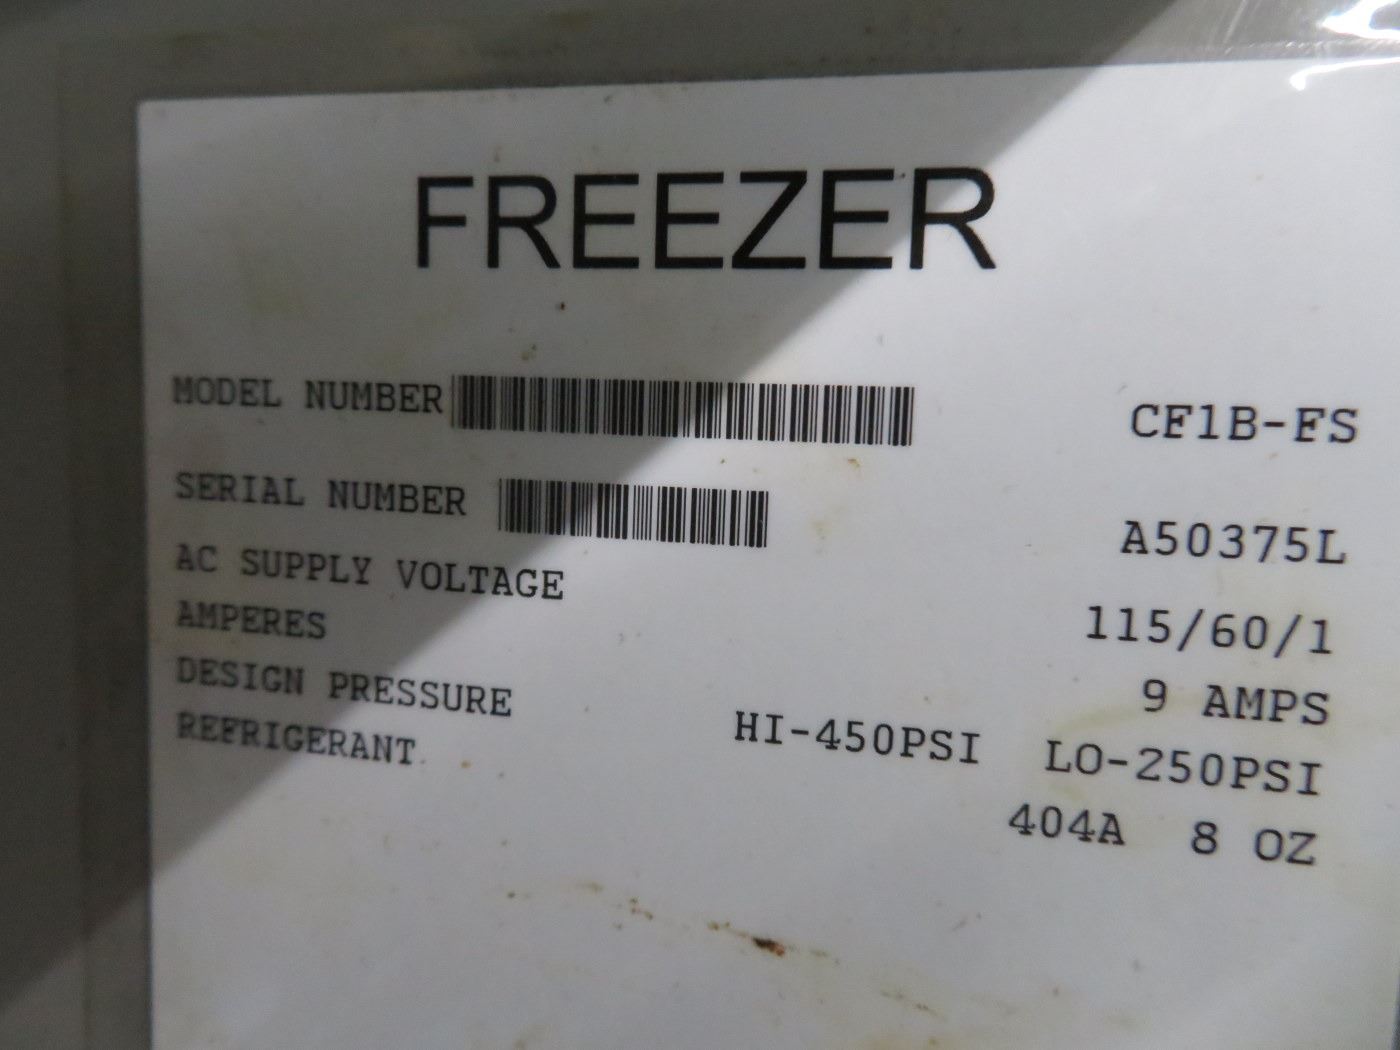 FREEZER
MODEL NUMBER CF1B-FS
SERIAL NUMBER A50375L
AC SUPPLY VOLTAGE 115/60/1
AMPERES 9 AMPS
DESIGN PRESSURE HI-450PSI LO-250PSI
REFRIGERANT 404A 8 OZ